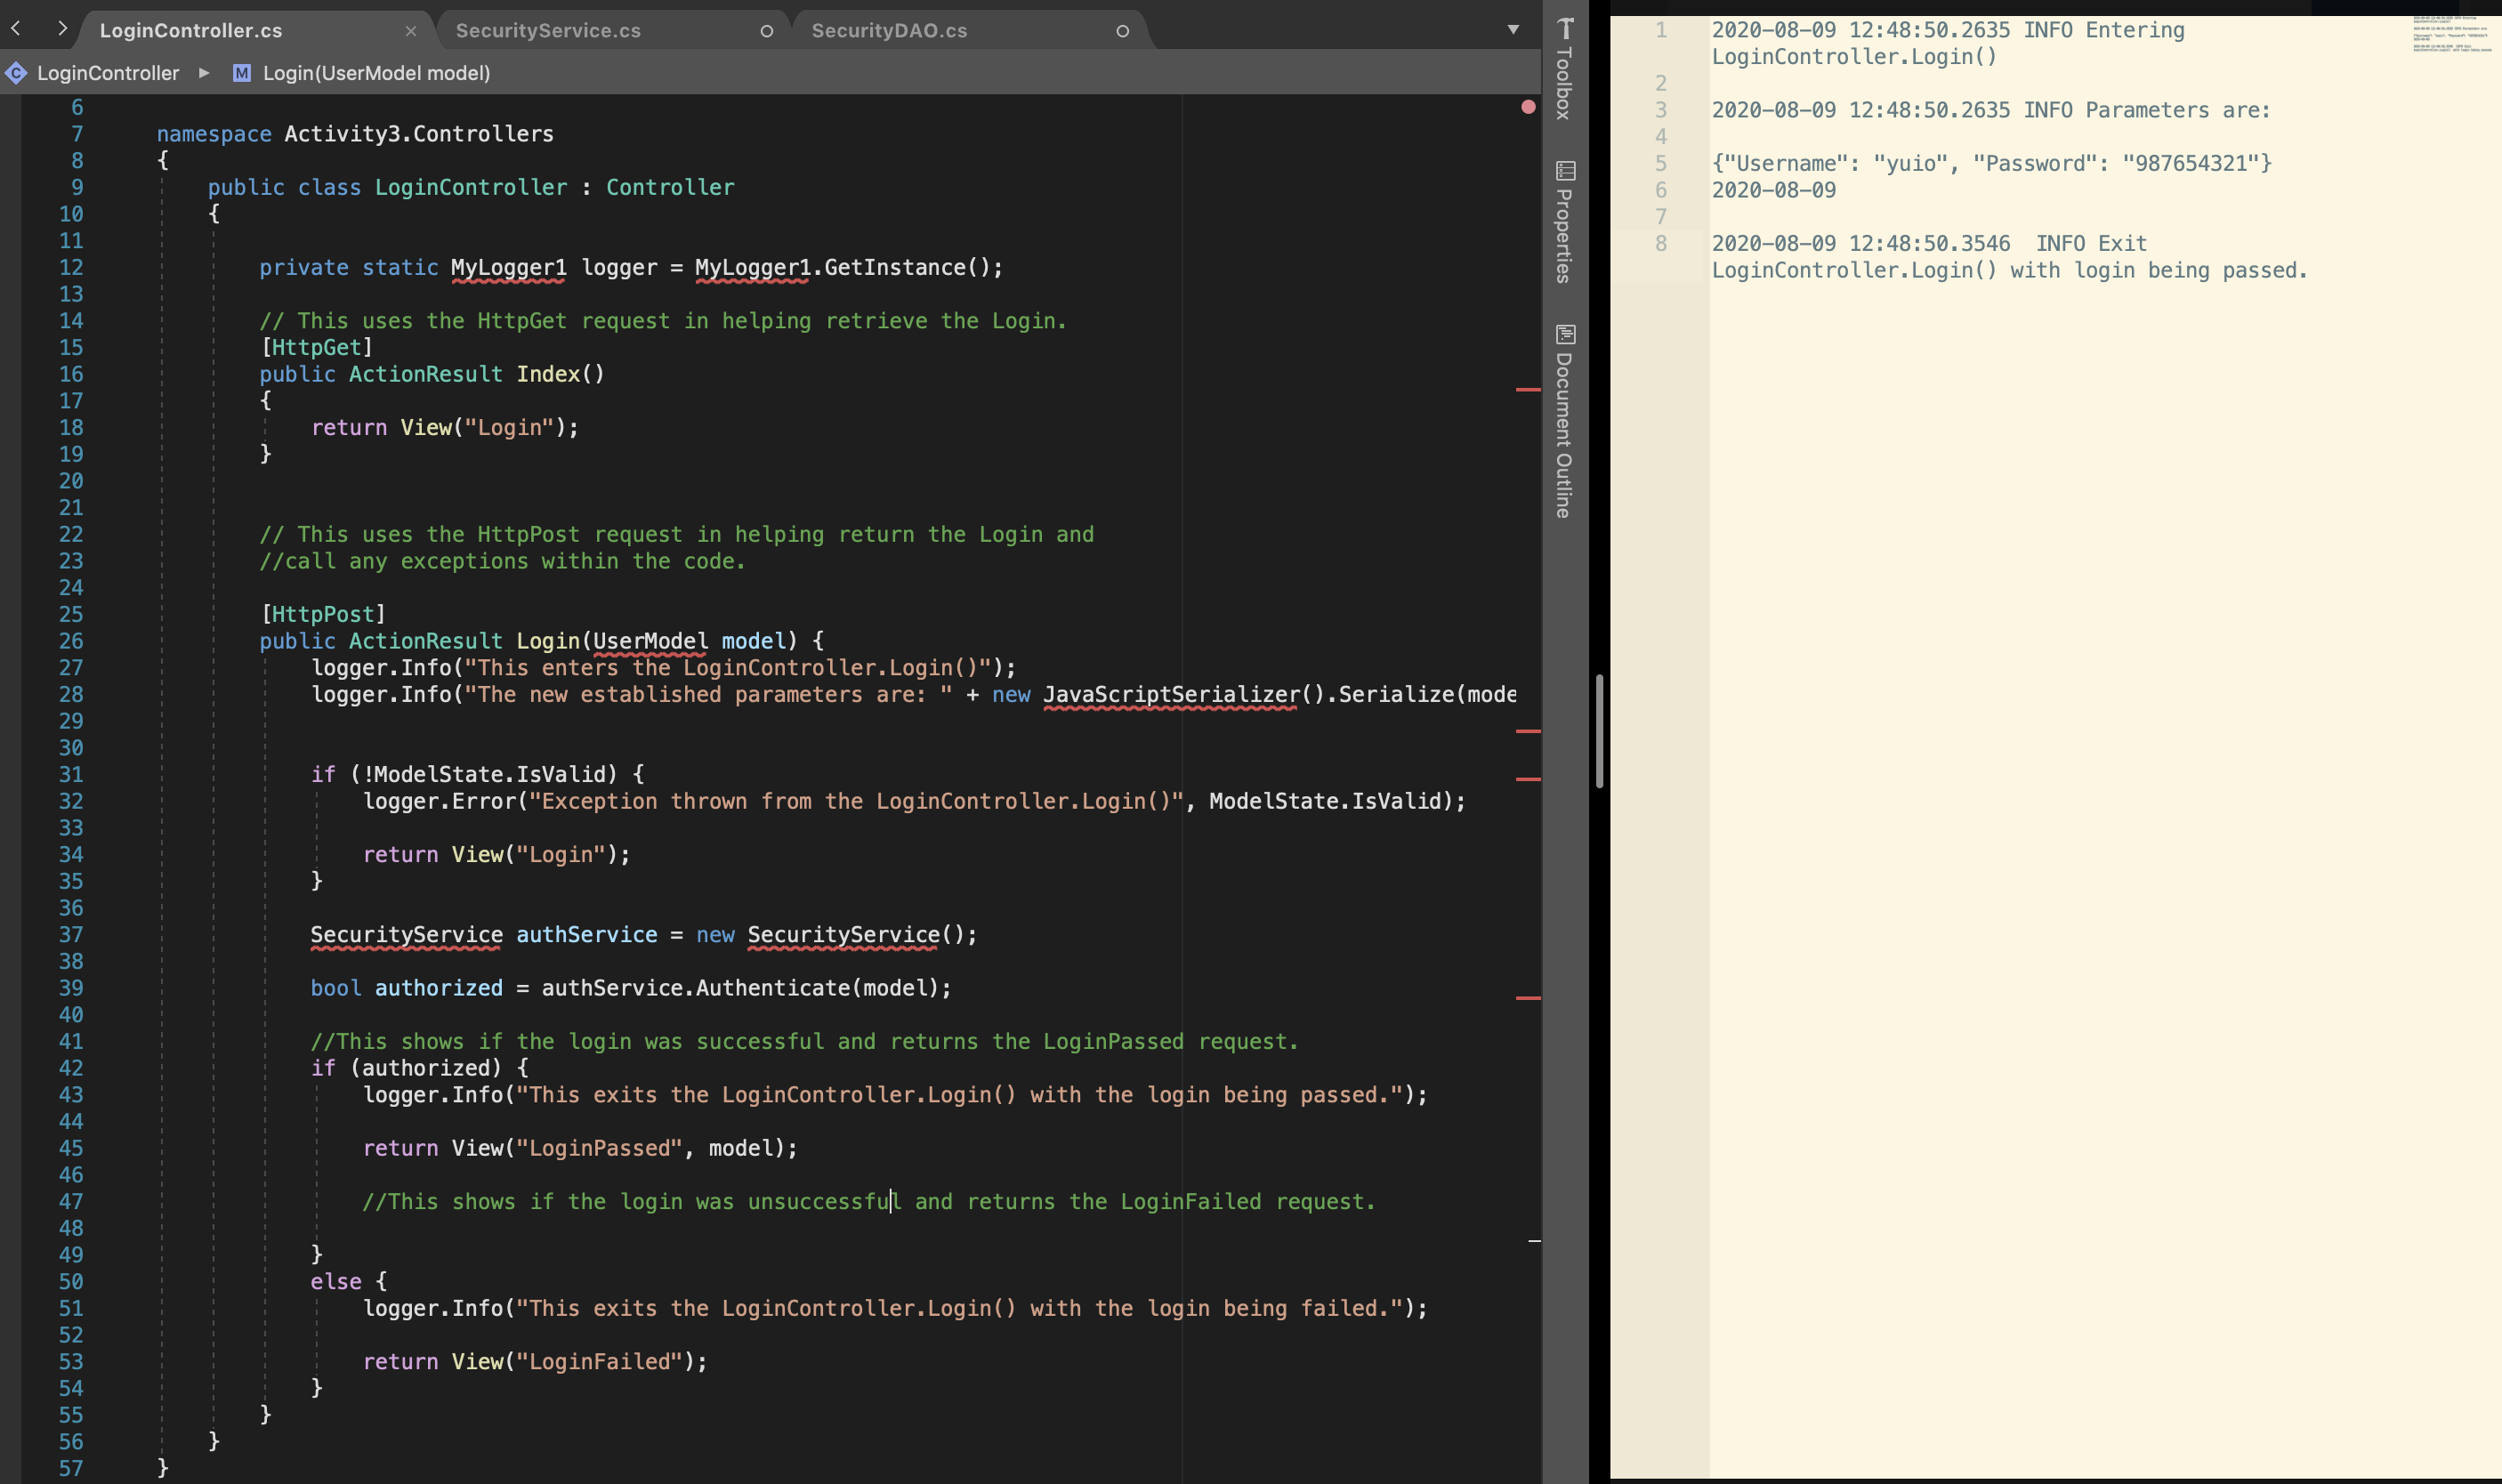 LoginController.cs
SecurityService.cs
SecurityDAO.cs
LoginController
M Login(UserModel model)
6
7 namespace Activity3.Controllers
8 {
9 public class LoginController : Controller
10 {
11
12 private static MyLogger1 logger = MyLogger1.GetInstance();
13
14 // This uses the HttpGet request in helping retrieve the Login.
15 [HttpGet]
16 public ActionResult Index()
17 {
18 return View("Login");
19 }
20
21
22 // This uses the HttpPost request in helping return the Login and
23 //call any exceptions within the code.
24
25 [HttpPost]
26 public ActionResult Login(UserModel model) {
27 logger.Info("This enters the LoginController.Login()");
28 logger.Info("The new established parameters are: " + new JavaScriptSerializer().Serialize(mode
29
30
31 if (!ModelState.IsValid) {
32 logger.Error("Exception thrown from the LoginController.Login()", ModelState.IsValid);
33
34 return View("Login");
35 }
36
37 SecurityService authService = new SecurityService();
38
39 bool authorized = authService.Authenticate(model);
40
41 //This shows if the login was successful and returns the LoginPassed request.
42 if (authorized) {
43 logger.Info("This exits the LoginController.Login() with the login being passed.");
44
45 return View("LoginPassed", model);
46
47 //This shows if the login was unsuccessful and returns the LoginFailed request.
48
49 }
50 else {
51 logger.Info("This exits the LoginController.Login() with the login being failed.");
52
53 return View("LoginFailed");
54 }
55 }
56 }
57 }
Toolbox
Properties
Document Outline
1 2020-08-09 12:48:50.2635 INFO Entering
LoginController.Login()
2
3 2020-08-09 12:48:50.2635 INFO Parameters are:
4
5 {"Username": "yuio", "Password": "987654321"}
6 2020-08-09
7
8 2020-08-09 12:48:50.3546  INFO Exit
LoginController.Login() with login being passed.